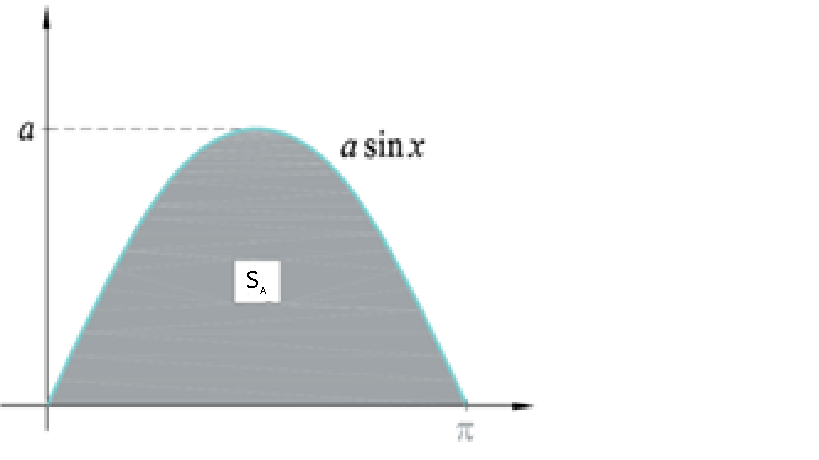 a
a sin x
S_A
π